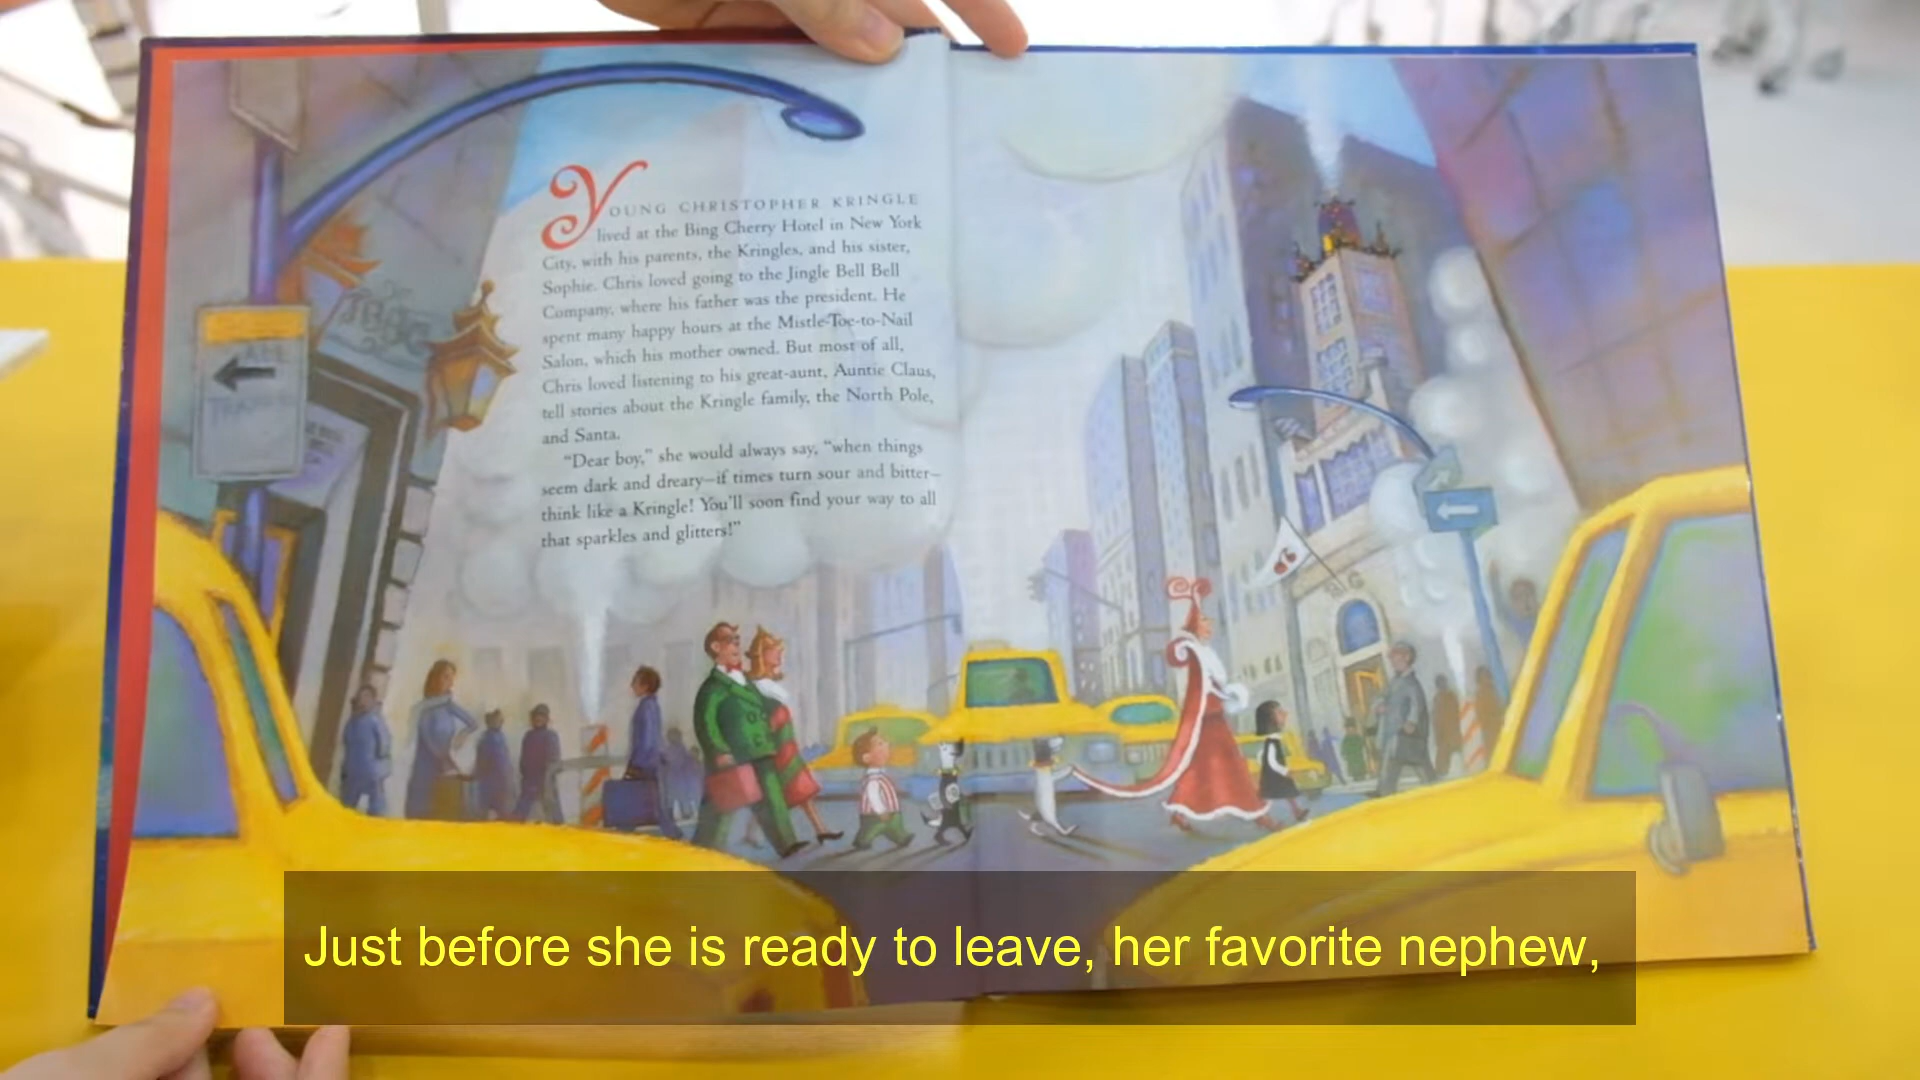 YOUNG CHRISTOPHER KRINGLE
lived at the Bing Cherry Hotel in New York
City, with his parents, the Kringles, and his sister,
Sophie. Chris loved going to the Jingle Bell Bell
Company, where his father was the president. He
spent many happy hours at the Mistle-Toe-to-Nail
Salon, which his mother owned. But most of all,
Chris loved listening to his great-aunt, Auntie Claus,
tell stories about the Kringle family, the North Pole,
and Santa.
“Dear boy,” she would always say, “when things
seem dark and dreary—if times turn sour and bitter—
think like a Kringle! You’ll soon find your way to all
that sparkles and glitters!”
Just before she is ready to leave, her favorite nephew,